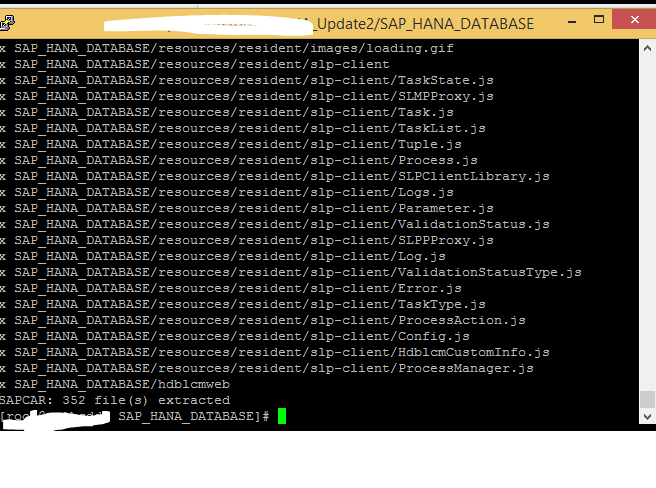 _Update2/SAP_HANA_DATABASE
x SAP_HANA_DATABASE/resources/resident/images/loading.gif
x SAP_HANA_DATABASE/resources/resident/slp-client
x SAP_HANA_DATABASE/resources/resident/slp-client/TaskState.js
x SAP_HANA_DATABASE/resources/resident/slp-client/SLMPProxy.js
x SAP_HANA_DATABASE/resources/resident/slp-client/Task.js
x SAP_HANA_DATABASE/resources/resident/slp-client/TaskList.js
x SAP_HANA_DATABASE/resources/resident/slp-client/Tuple.js
x SAP_HANA_DATABASE/resources/resident/slp-client/Process.js
x SAP_HANA_DATABASE/resources/resident/slp-client/SLPClientLibrary.js
x SAP_HANA_DATABASE/resources/resident/slp-client/Logs.js
x SAP_HANA_DATABASE/resources/resident/slp-client/Parameter.js
x SAP_HANA_DATABASE/resources/resident/slp-client/ValidationStatus.js
x SAP_HANA_DATABASE/resources/resident/slp-client/SLPPProxy.js
x SAP_HANA_DATABASE/resources/resident/slp-client/Log.js
x SAP_HANA_DATABASE/resources/resident/slp-client/ValidationStatusType.js
x SAP_HANA_DATABASE/resources/resident/slp-client/Error.js
x SAP_HANA_DATABASE/resources/resident/slp-client/TaskType.js
x SAP_HANA_DATABASE/resources/resident/slp-client/ProcessAction.js
x SAP_HANA_DATABASE/resources/resident/slp-client/Config.js
x SAP_HANA_DATABASE/resources/resident/slp-client/HdblcmCustomInfo.js
x SAP_HANA_DATABASE/resources/resident/slp-client/ProcessManager.js
x SAP_HANA_DATABASE/hdblcmweb
SAPCAR: 352 file(s) extracted
SAP_HANA_DATABASE]#